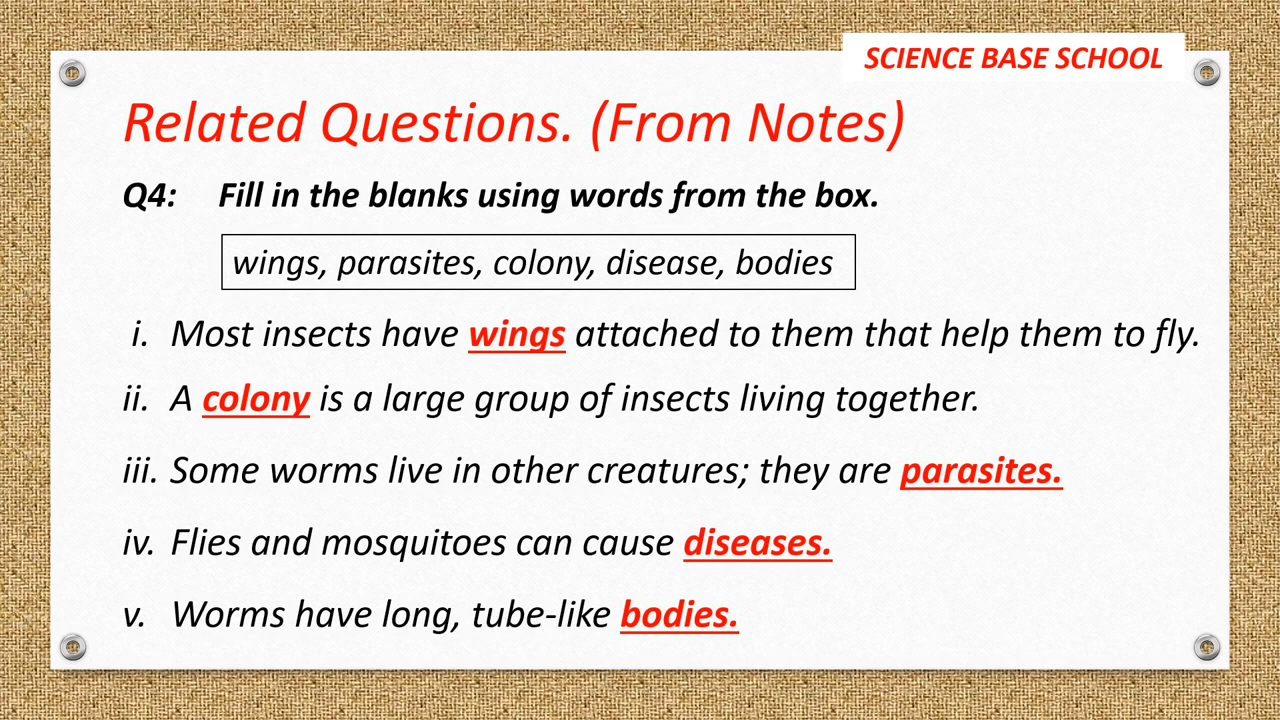 SCIENCE BASE SCHOOL
Related Questions. (From Notes)
Q4: Fill in the blanks using words from the box.
wings, parasites, colony, disease, bodies
i. Most insects have wings attached to them that help them to fly.
ii. A colony is a large group of insects living together.
iii. Some worms live in other creatures; they are parasites.
iv. Flies and mosquitoes can cause diseases.
v. Worms have long, tube-like bodies.